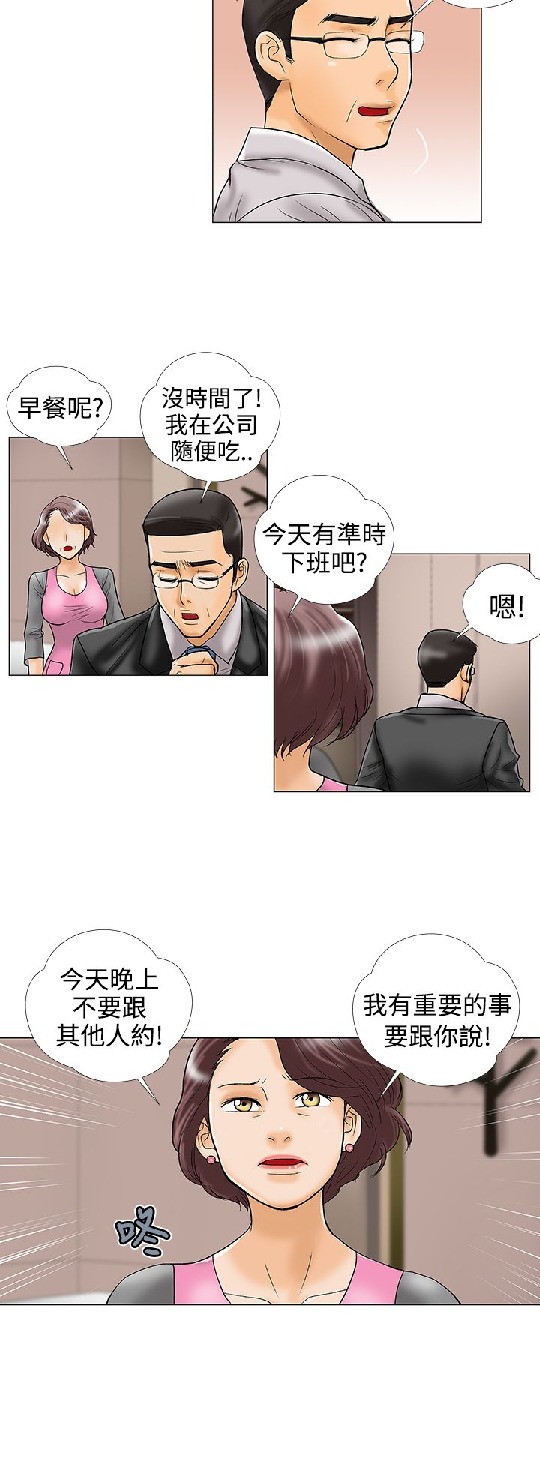 早餐呢?
沒時間了!
我在公司
隨便吃..
今天有準時
下班吧?
嗯!
今天晚上
不要跟
其他人約!
我有重要的事
要跟你說!
咚